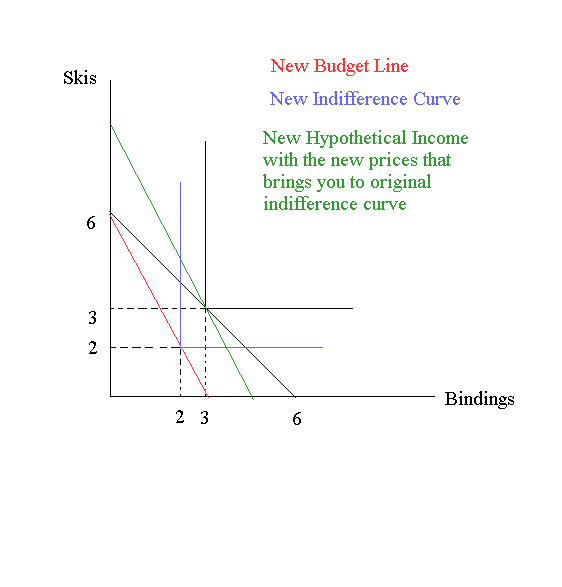 New Budget Line
Skis
New Indifference Curve
New Hypothetical Income
with the new prices that
brings you to original
indifference curve
6
3
2
Bindings
2 3 6